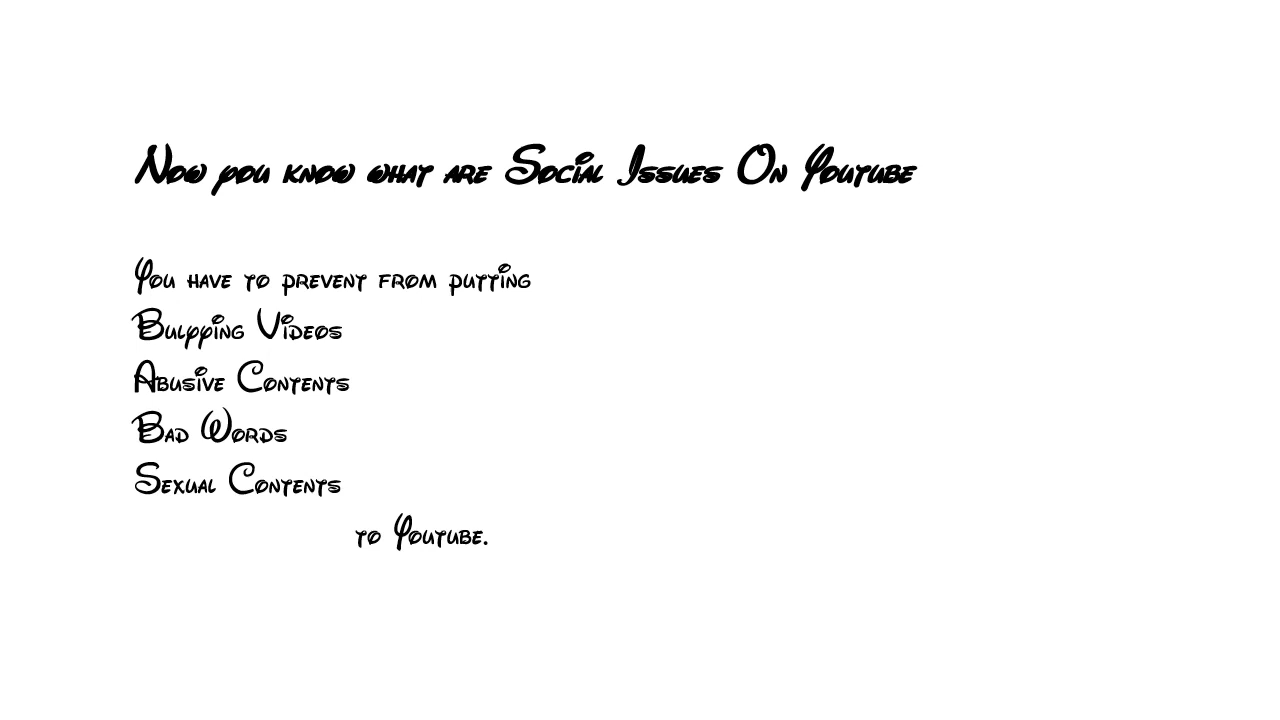 Now you know what are Social Issues On Youtube
You have to prevent from putting
Bulyying Videos
Abusive Contents
Bad Words
Sexual Contents
to Youtube.